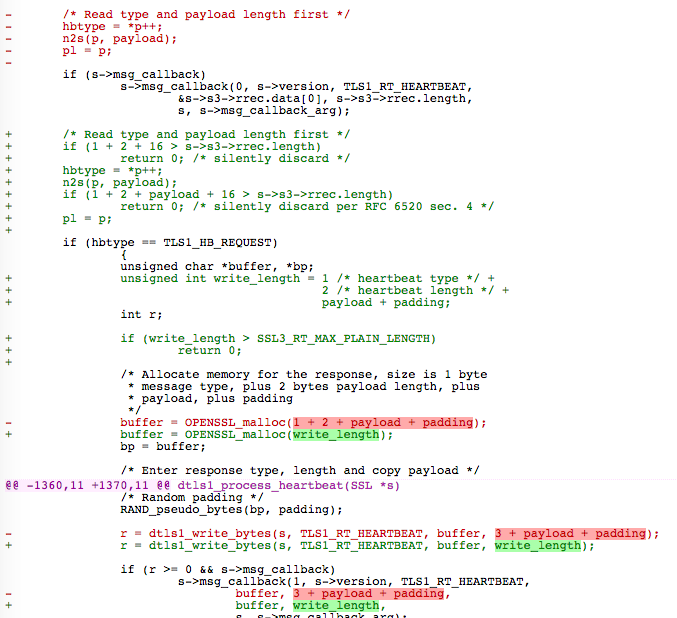 -       /* Read type and payload length first */
-       hbtype = *p++;
-       n2s(p, payload);
-       pl = p;
-
        if (s->msg_callback)
                s->msg_callback(0, s->version, TLS1_RT_HEARTBEAT,
                        &s->s3->rrec.data[0], s->s3->rrec.length,
                        s, s->msg_callback_arg);
+       /* Read type and payload length first */
+       if (1 + 2 + 16 > s->s3->rrec.length)
+               return 0; /* silently discard */
+       hbtype = *p++;
+       n2s(p, payload);
+       if (1 + 2 + payload + 16 > s->s3->rrec.length)
+               return 0; /* silently discard per RFC 6520 sec. 4 */
+       pl = p;
+
        if (hbtype == TLS1_HB_REQUEST)
                {
                unsigned char *buffer, *bp;
+               unsigned int write_length = 1 /* heartbeat type */ +
+                                           2 /* heartbeat length */ +
+                                           payload + padding;
                int r;
+               if (write_length > SSL3_RT_MAX_PLAIN_LENGTH)
+                       return 0;
+
                /* Allocate memory for the response, size is 1 byte
                 * message type, plus 2 bytes payload length, plus
                 * payload, plus padding
                 */
-               buffer = OPENSSL_malloc(1 + 2 + payload + padding);
+               buffer = OPENSSL_malloc(write_length);
                bp = buffer;
                /* Enter response type, length and copy payload */
@@ -1360,11 +1370,11 @@ dtls1_process_heartbeat(SSL *s)
                /* Random padding */
                RAND_pseudo_bytes(bp, padding);
-               r = dtls1_write_bytes(s, TLS1_RT_HEARTBEAT, buffer, 3 + payload + padding);
+               r = dtls1_write_bytes(s, TLS1_RT_HEARTBEAT, buffer, write_length);
                if (r >= 0 && s->msg_callback)
                        s->msg_callback(1, s->version, TLS1_RT_HEARTBEAT,
-                               buffer, 3 + payload + padding,
+                               buffer, write_length,
                                s, s->msg_callback_arg);